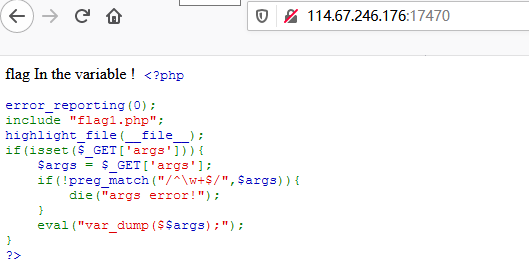 114.67.246.176:17470
flag In the variable ! <?php
error_reporting(0);
include "flag1.php";
highlight_file(__file__);
if(isset($_GET['args'])){
    $args = $_GET['args'];
    if(!preg_match("/^\w+$/",$args)){
        die("args error!");
    }
    eval("var_dump($$args);");
}
?>